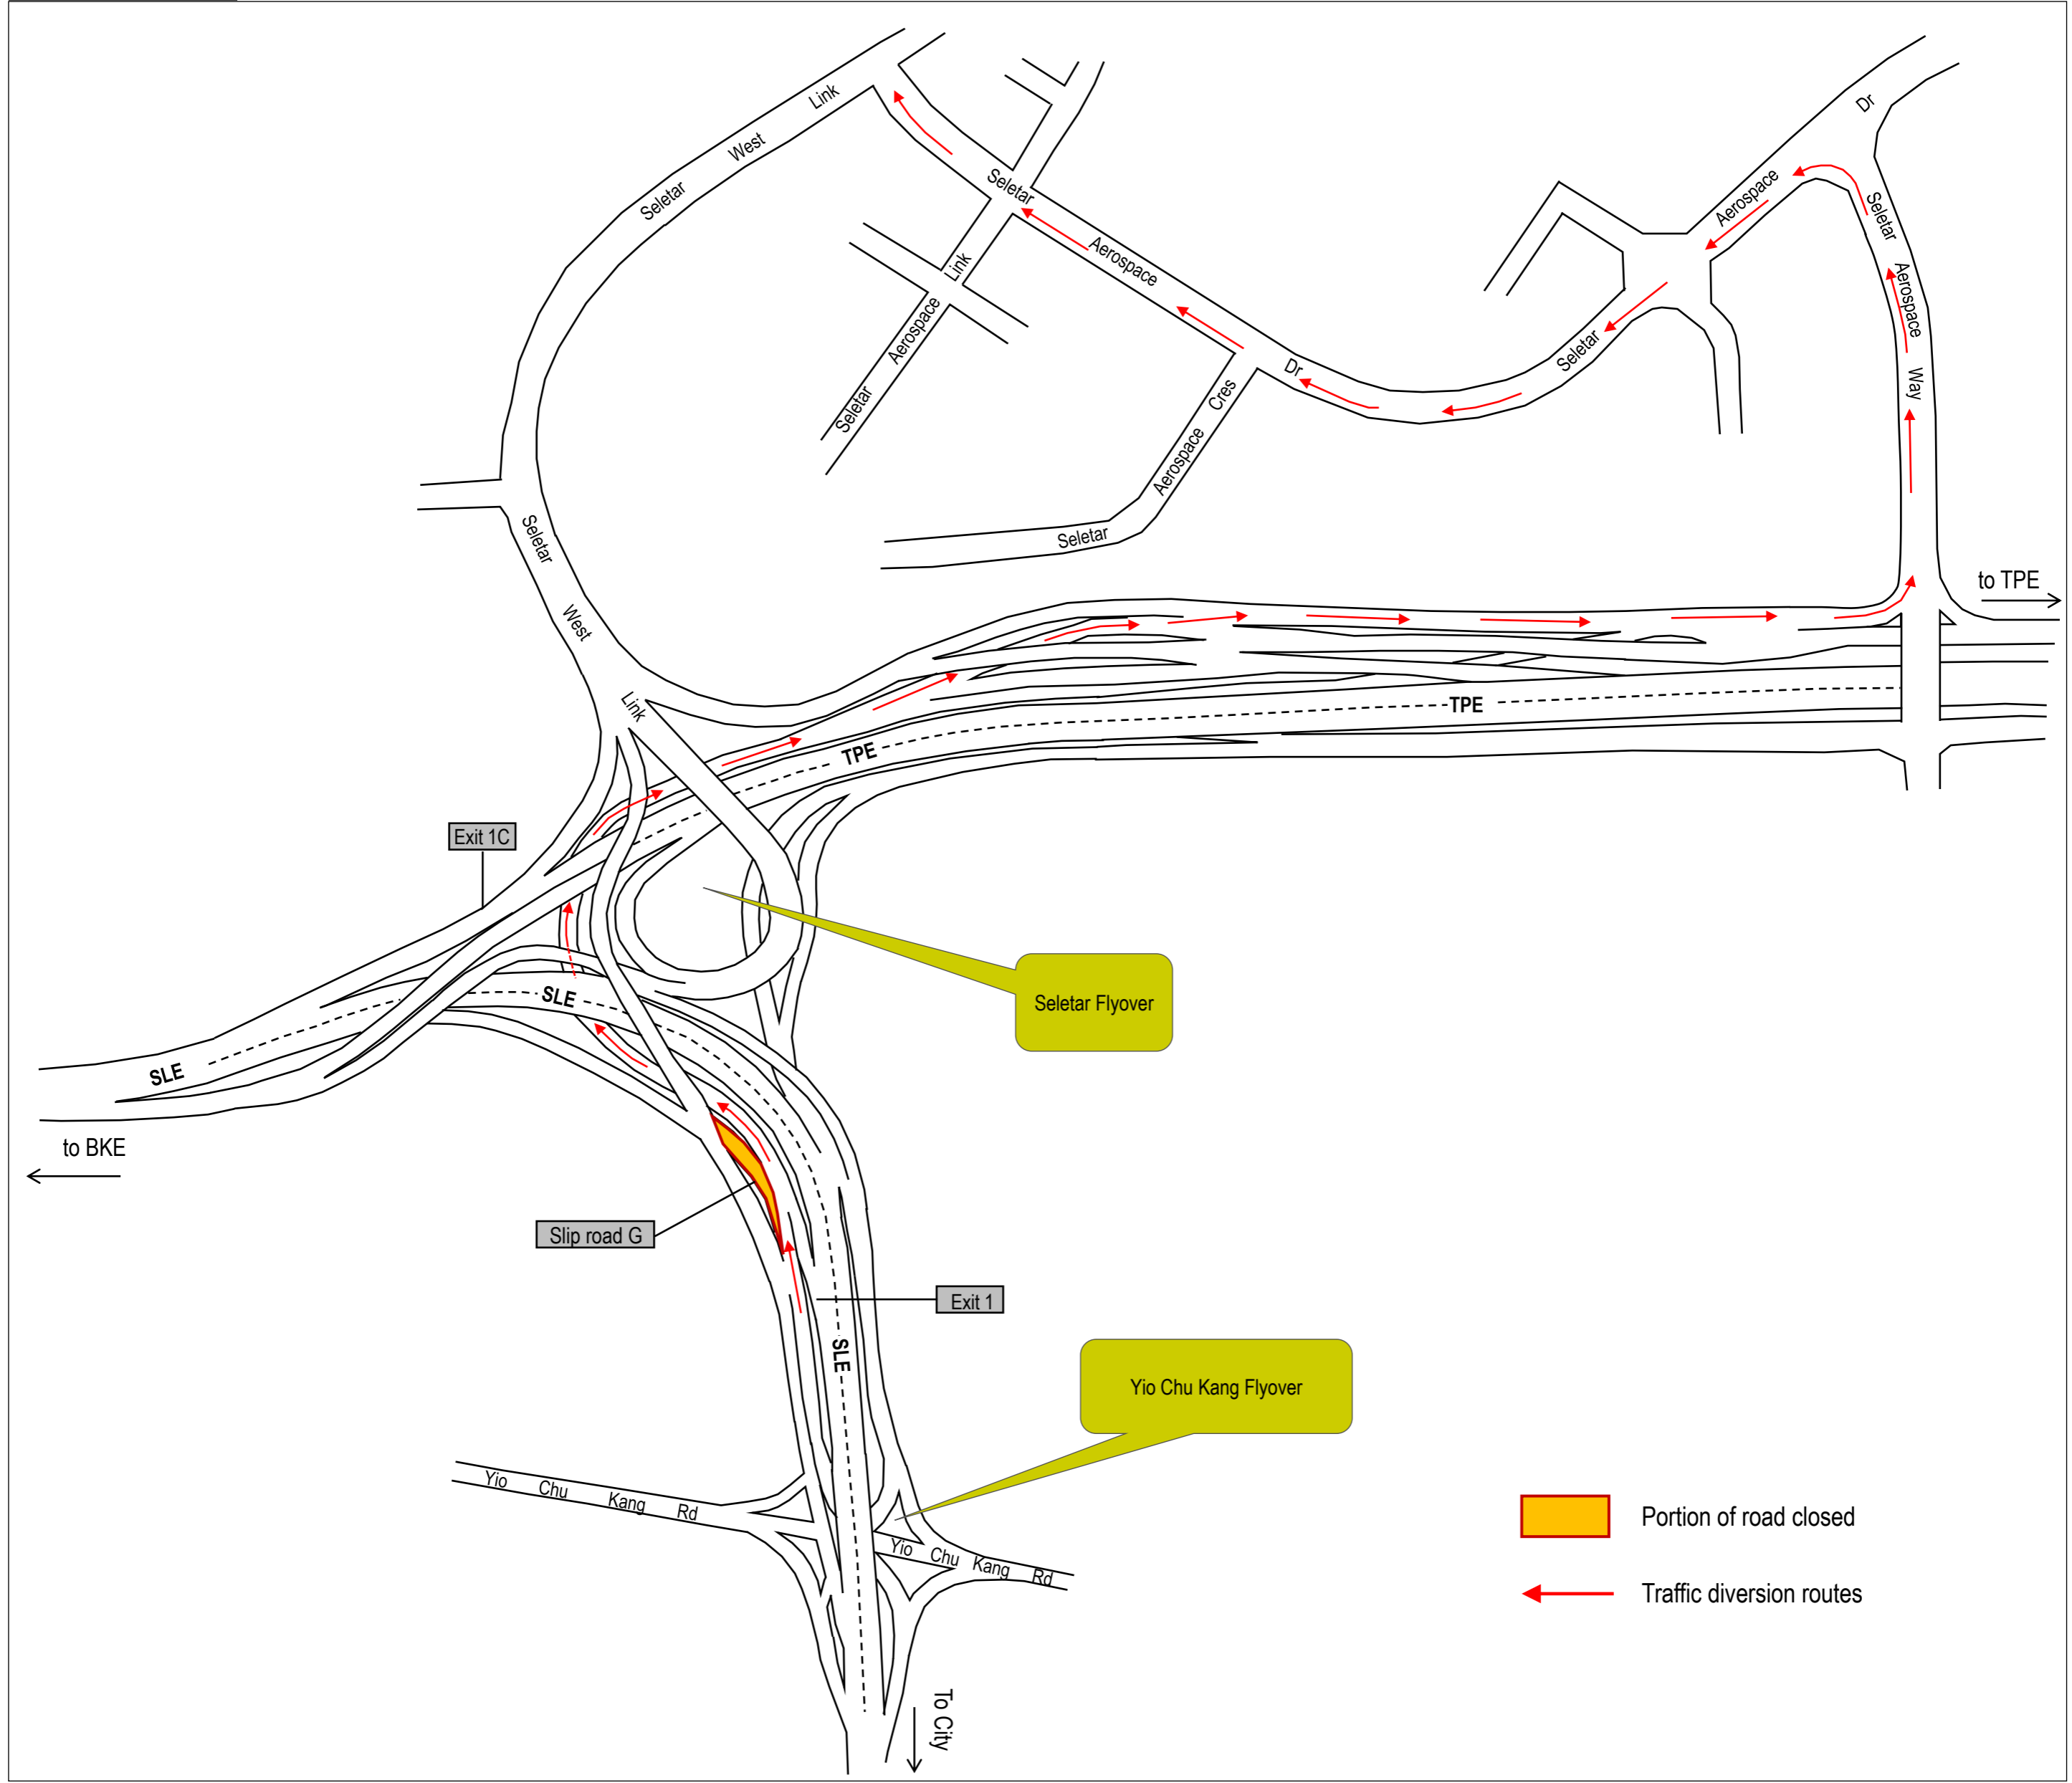 Seletar West Link
Dr
Seletar
Aerospace
Seletar
Aerospace
Way
Aerospace
Seletar
Dr
Seletar Aerospace Link
Seletar Aerospace Cres
Seletar
West
Link
to TPE
TPE
TPE
Exit 1C
Seletar Flyover
SLE
SLE
to BKE
Slip road G
Exit 1
SLE
Yio Chu Kang Flyover
Yio Chu Kang Rd
Yio Chu Kang Rd
Portion of road closed
Traffic diversion routes
To City